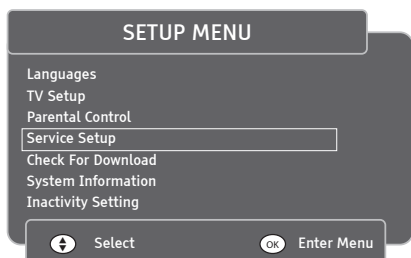 SETUP MENU
Languages
TV Setup
Parental Control
Service Setup
Check For Download
System Information
Inactivity Setting
Select OK Enter Menu